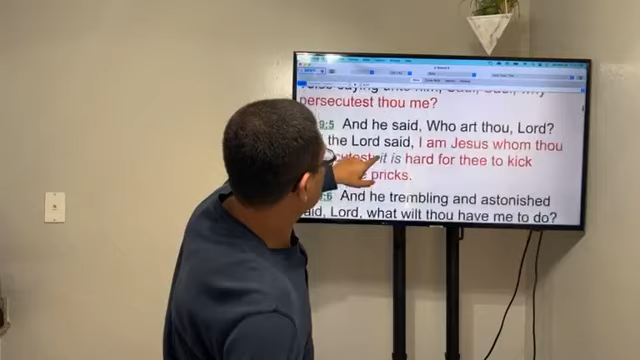 persecutest thou me?
9:5 And he said, Who art thou, Lord?
the Lord said, I am Jesus whom thou
it is hard for thee to kick
pricks.
:6 And he trembling and astonished
said, Lord, what wilt thou have me to do?